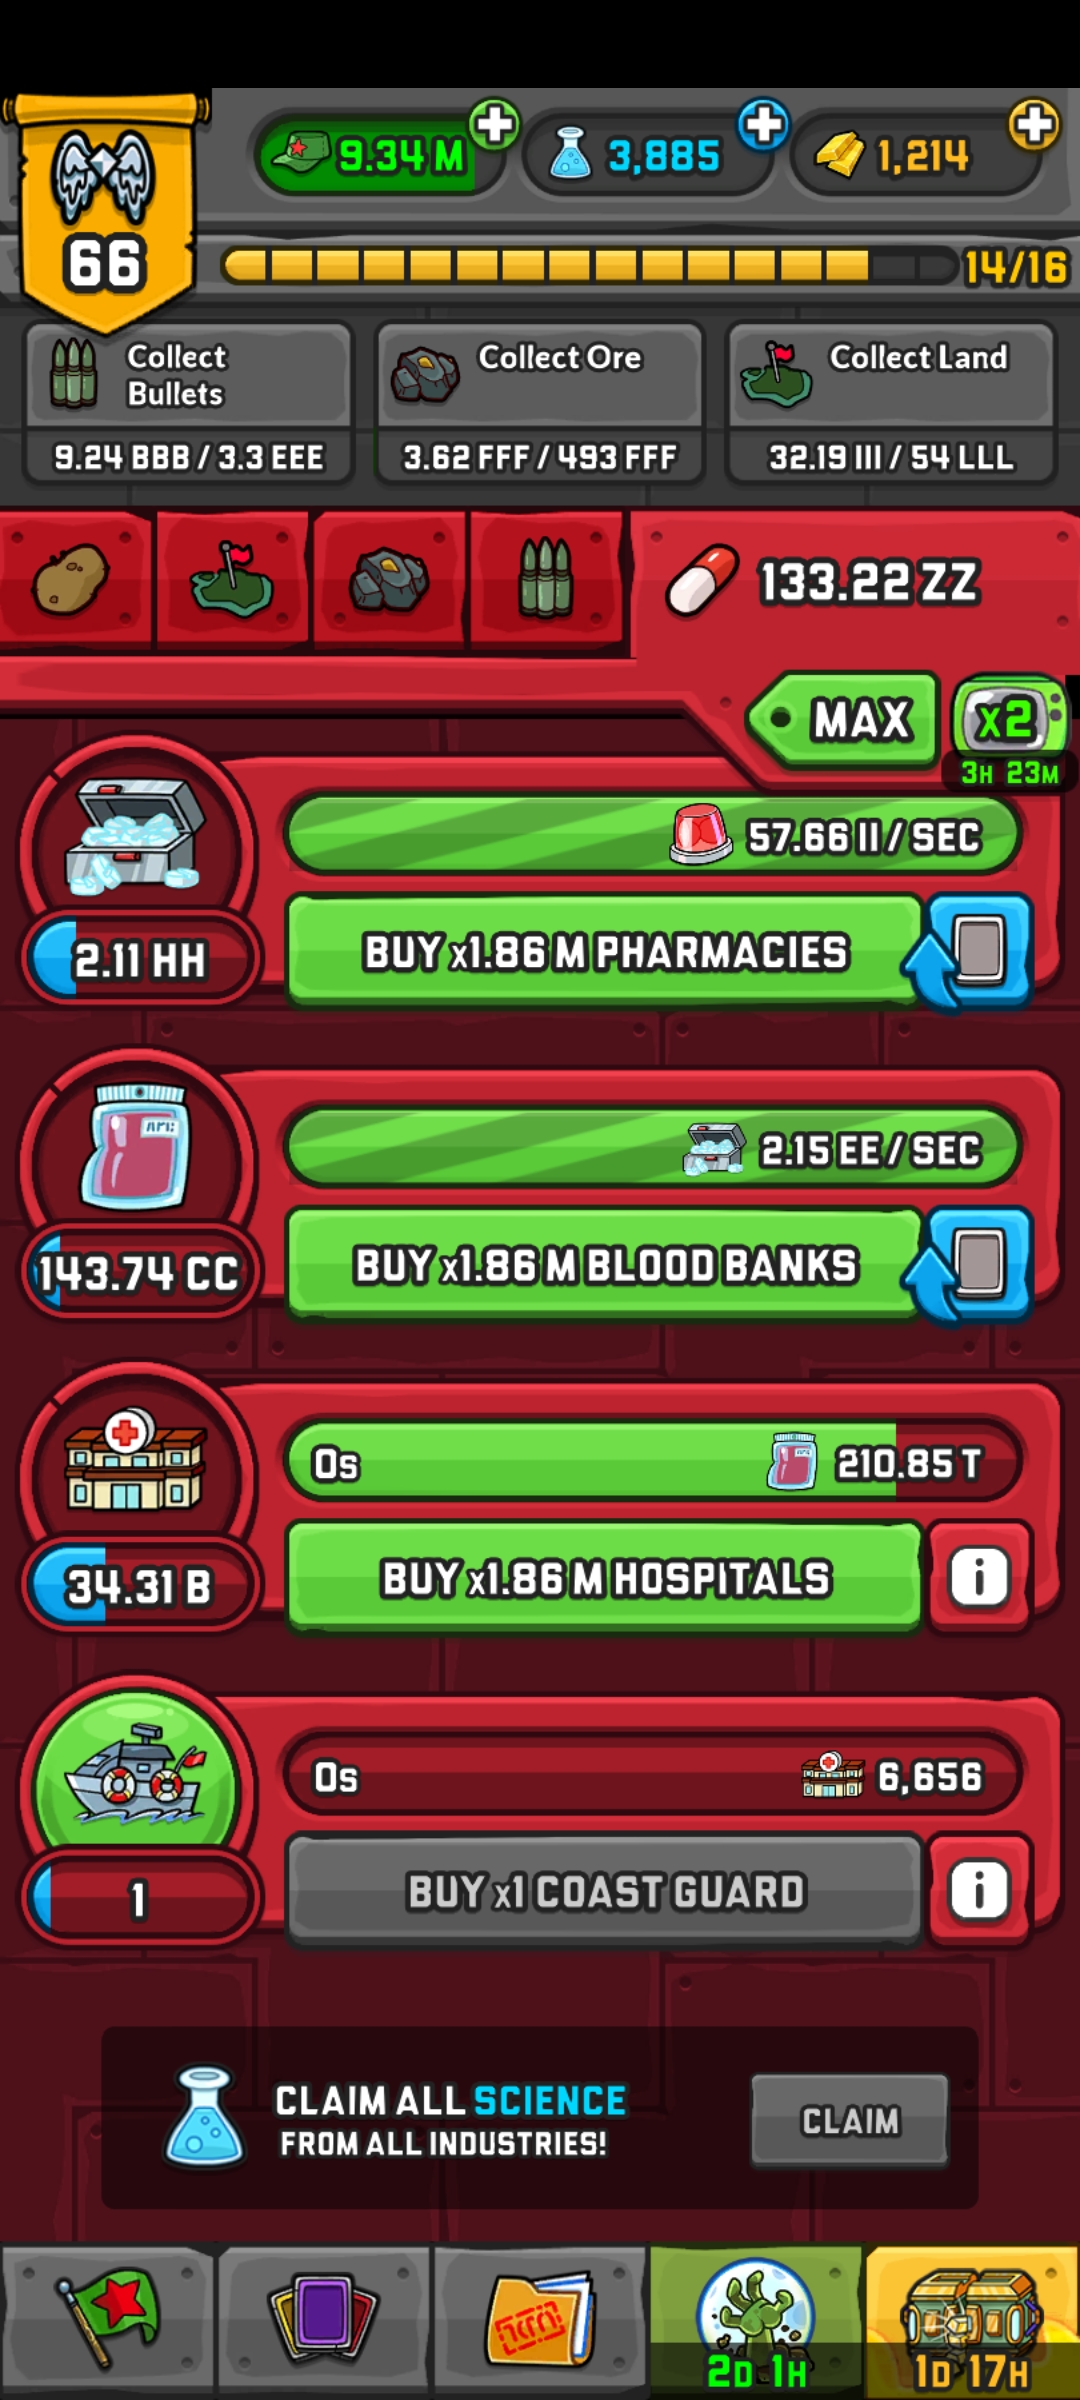 9.34 M
3,885
1,214
66
14/16
Collect
Bullets
9.24 BBB / 3.3 EEE
Collect Ore
3.62 FFF / 493 FFF
Collect Land
32.19 III / 54 LLL
133.22 ZZ
MAX
x2
3H 23M
57.66 II / SEC
2.11 HH
BUY x1.86 M PHARMACIES
2.15 EE / SEC
143.74 CC
BUY x1.86 M BLOOD BANKS
0s
210.85 T
34.31 B
BUY x1.86 M HOSPITALS
i
0s
6,656
1
BUY x1 COAST GUARD
i
CLAIM ALL SCIENCE
FROM ALL INDUSTRIES!
CLAIM
2D 1H
1D 17H